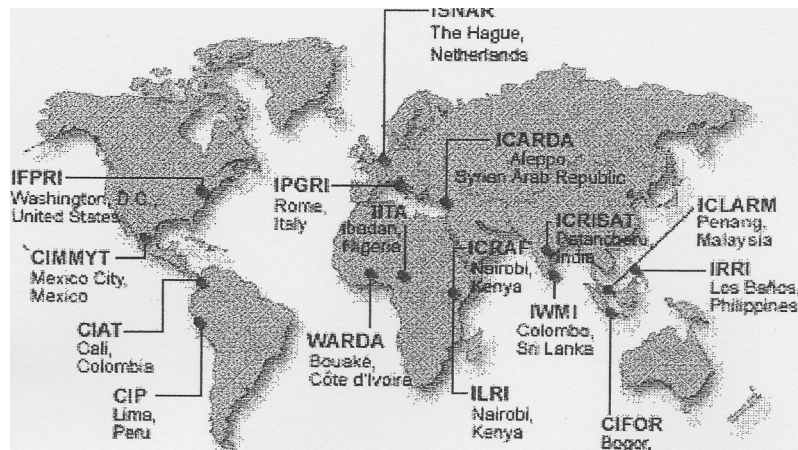 ISNAR
The Hague,
Netherlands
ICARDA
Aleppo
Syrian Arab Republic
IFPRI
Washington, D.C.,
United States
IPGRI
Rome,
Italy
IITA
Ibadan,
Nigeria
ICRISAT
Patancheru,
India
ICLARM
Penang,
Malaysia
CIMMYT
Mexico City,
Mexico
ICRAF
Nairobi,
Kenya
IRRI
Los Baños,
Philippines
CIAT
Cali,
Colombia
WARDA
Bouaké,
Côte d'Ivoire
IWMI
Colombo,
Sri Lanka
CIP
Lima,
Peru
ILRI
Nairobi,
Kenya
CIFOR
Bogor,